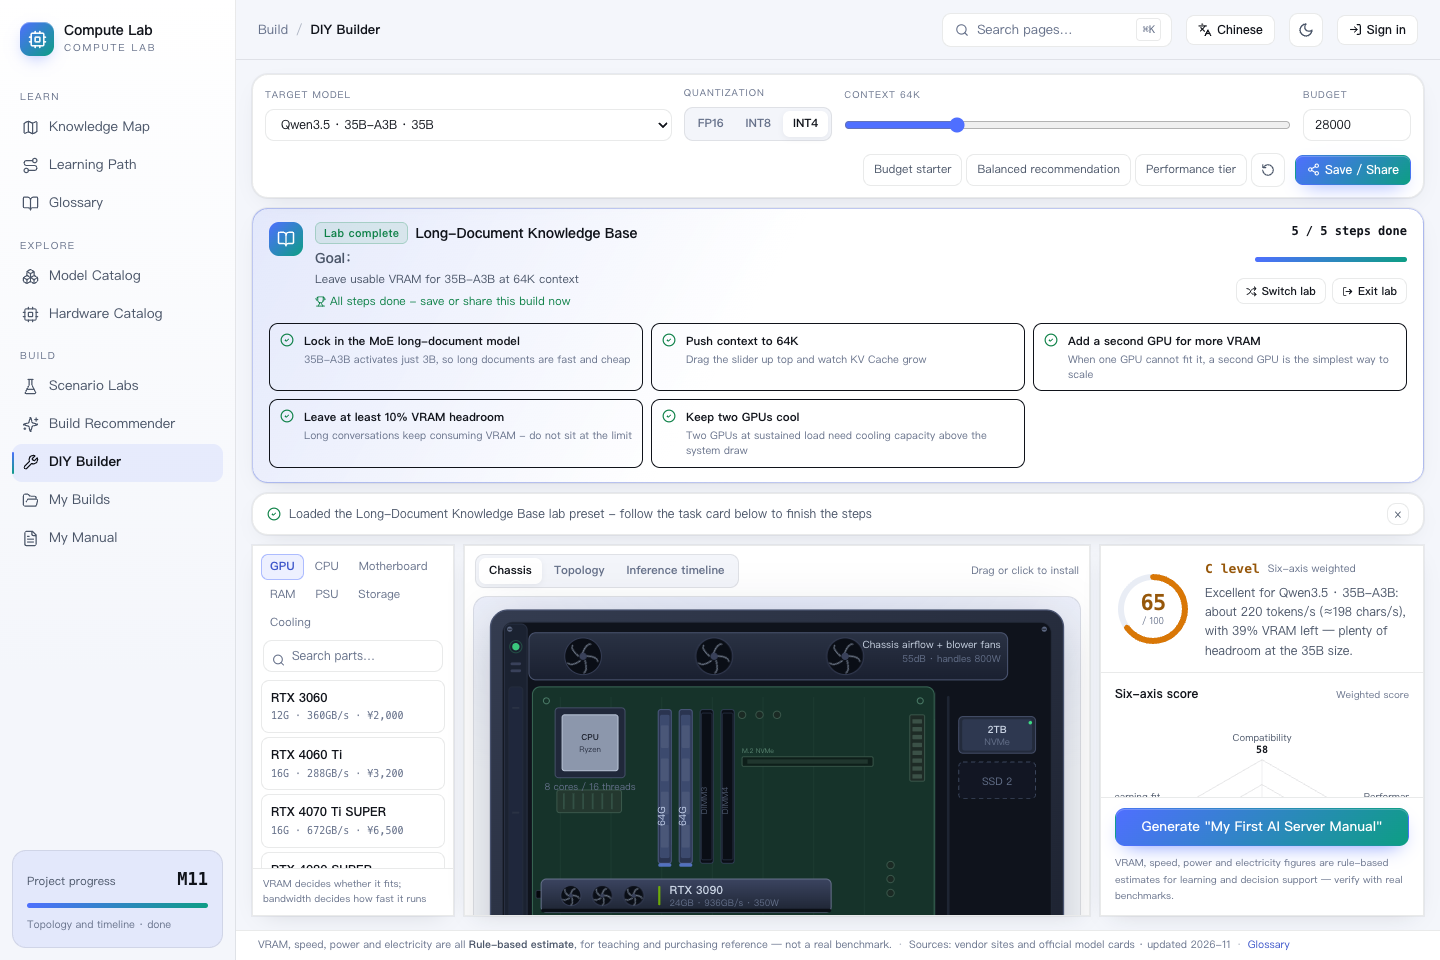 Compute Lab
COMPUTE LAB
LEARN
Knowledge Map
Learning Path
Glossary
EXPLORE
Model Catalog
Hardware Catalog
BUILD
Scenario Labs
Build Recommender
DIY Builder
My Builds
My Manual
Project progress M11
Topology and timeline · done
Build / DIY Builder
Search pages... ⌘K
Chinese
Sign in
TARGET MODEL
Qwen3.5 · 35B-A3B · 35B
QUANTIZATION
FP16 INT8 INT4
CONTEXT 64K
BUDGET
28000
Budget starter
Balanced recommendation
Performance tier
Save / Share
Lab complete Long-Document Knowledge Base
Goal:
Leave usable VRAM for 35B-A3B at 64K context
All steps done - save or share this build now
5 / 5 steps done
Switch lab
Exit lab
Lock in the MoE long-document model
35B-A3B activates just 3B, so long documents are fast and cheap
Push context to 64K
Drag the slider up top and watch KV Cache grow
Add a second GPU for more VRAM
When one GPU cannot fit it, a second GPU is the simplest way to
scale
Leave at least 10% VRAM headroom
Long conversations keep consuming VRAM - do not sit at the limit
Keep two GPUs cool
Two GPUs at sustained load need cooling capacity above the
system draw
Loaded the Long-Document Knowledge Base lab preset - follow the task card below to finish the steps
x
GPU CPU Motherboard
RAM PSU Storage
Cooling
Search parts...
RTX 3060
12G · 360GB/s · ¥2,000
RTX 4060 Ti
16G · 288GB/s · ¥3,200
RTX 4070 Ti SUPER
16G · 672GB/s · ¥6,500
RTX 4080 SUPER
VRAM decides whether it fits;
bandwidth decides how fast it runs
Chassis Topology Inference timeline
Drag or click to install
Chassis airflow + blower fans
55dB · handles 800W
CPU
Ryzen
8 cores / 16 threads
64G
64G
DIMM3
DIMM4
M.2 NVMe
2TB
NVMe
SSD 2
RTX 3090
24GB · 936GB/s · 350W
65
/ 100
C level Six-axis weighted
Excellent for Qwen3.5 · 35B-A3B:
about 220 tokens/s (≈198 chars/s),
with 39% VRAM left — plenty of
headroom at the 35B size.
Six-axis score Weighted score
Compatibility
58
earning fit
Performar
Generate "My First AI Server Manual"
VRAM, speed, power and electricity figures are rule-based
estimates for learning and decision support — verify with real
benchmarks.
VRAM, speed, power and electricity are all Rule-based estimate, for teaching and purchasing reference — not a real benchmark. · Sources: vendor sites and official model cards · updated 2026-11 · Glossary